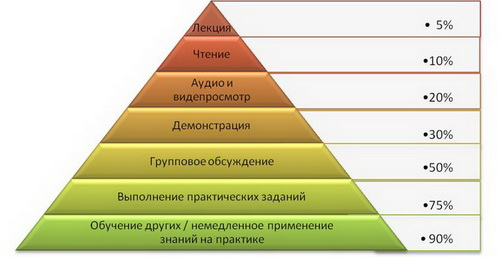 Лекция
• 5%
Чтение
•10%
Аудио и
видепросмотр
•20%
Демонстрация
•30%
Групповое обсуждение
•50%
Выполнение практических заданий
•75%
Обучение других / немедленное применение
знаний на практике
•90%